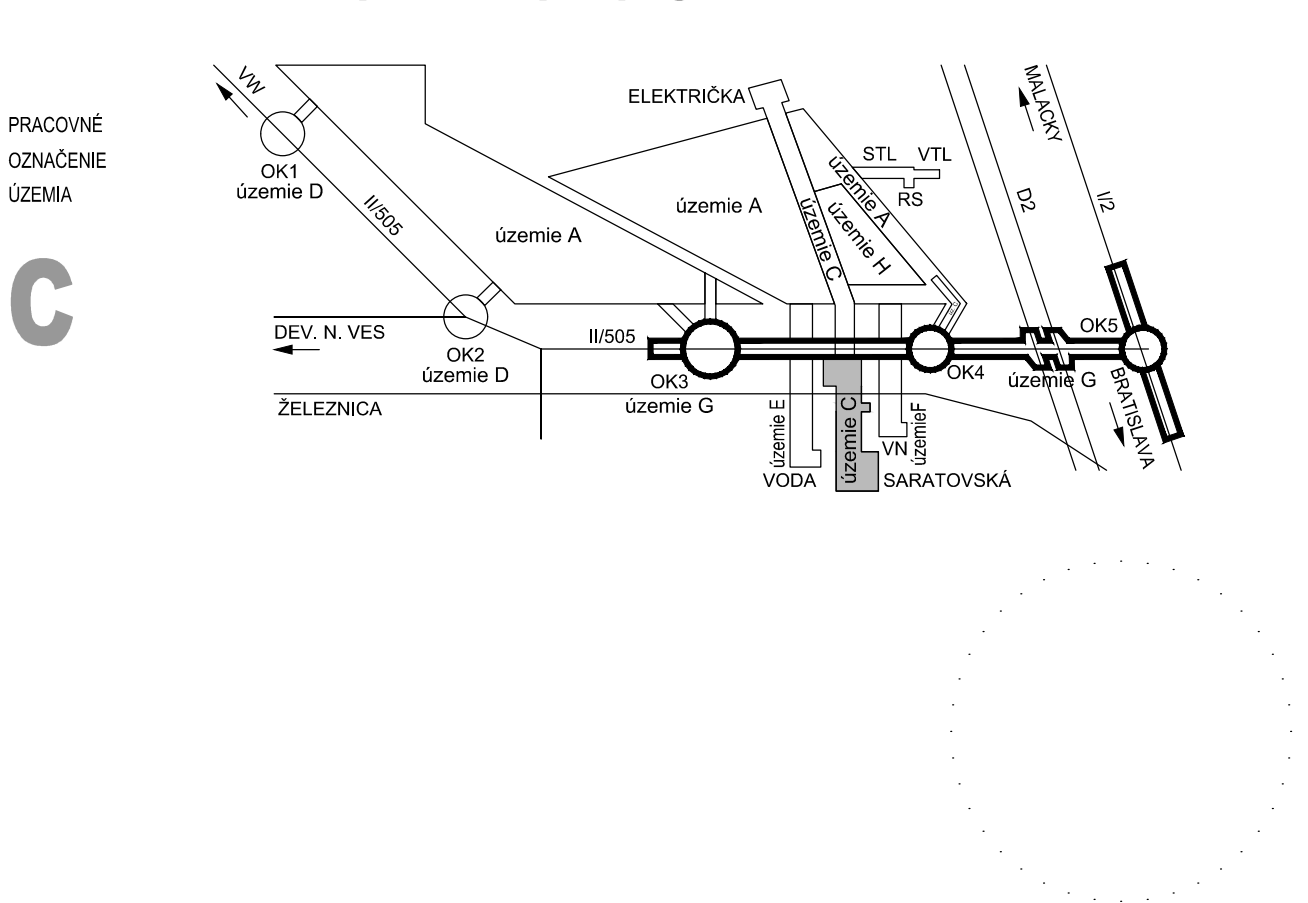 PRACOVNÉ
OZNAČENIE
ÚZEMIA
C
VW
OK1
území D
II/505
DEV. N. VES
OK2
územie D
ŽELEZNICA
územie A
územie A
ELEKTRIČKA
územie C
územie A
územie H
STL VTL
RS
D2
I/2
MALACKY
II/505
OK3
územie G
OK4
OK5
územie G
BRATISLAVA
územie E
VODA
územie C
SARATOVSKÁ
VN
územieF